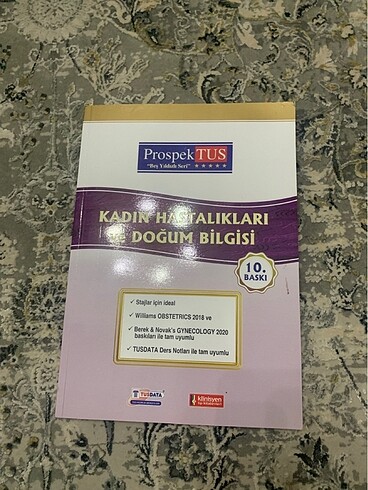 ProspekTUS
"Beş Yıldızlı Seri" ★★★★★
KADIN HASTALIKLARI
VE DOĞUM BİLGİSİ
10.
BASKI
✓ Stajlar için ideal
✓ Williams OBSTETRICS 2018 ve
✓ Berek & Novak's GYNECOLOGY 2020
baskıları ile tam uyumlu
✓ TUSDATA Ders Notları ile tam uyumlu
TUSDATA
klinisyen